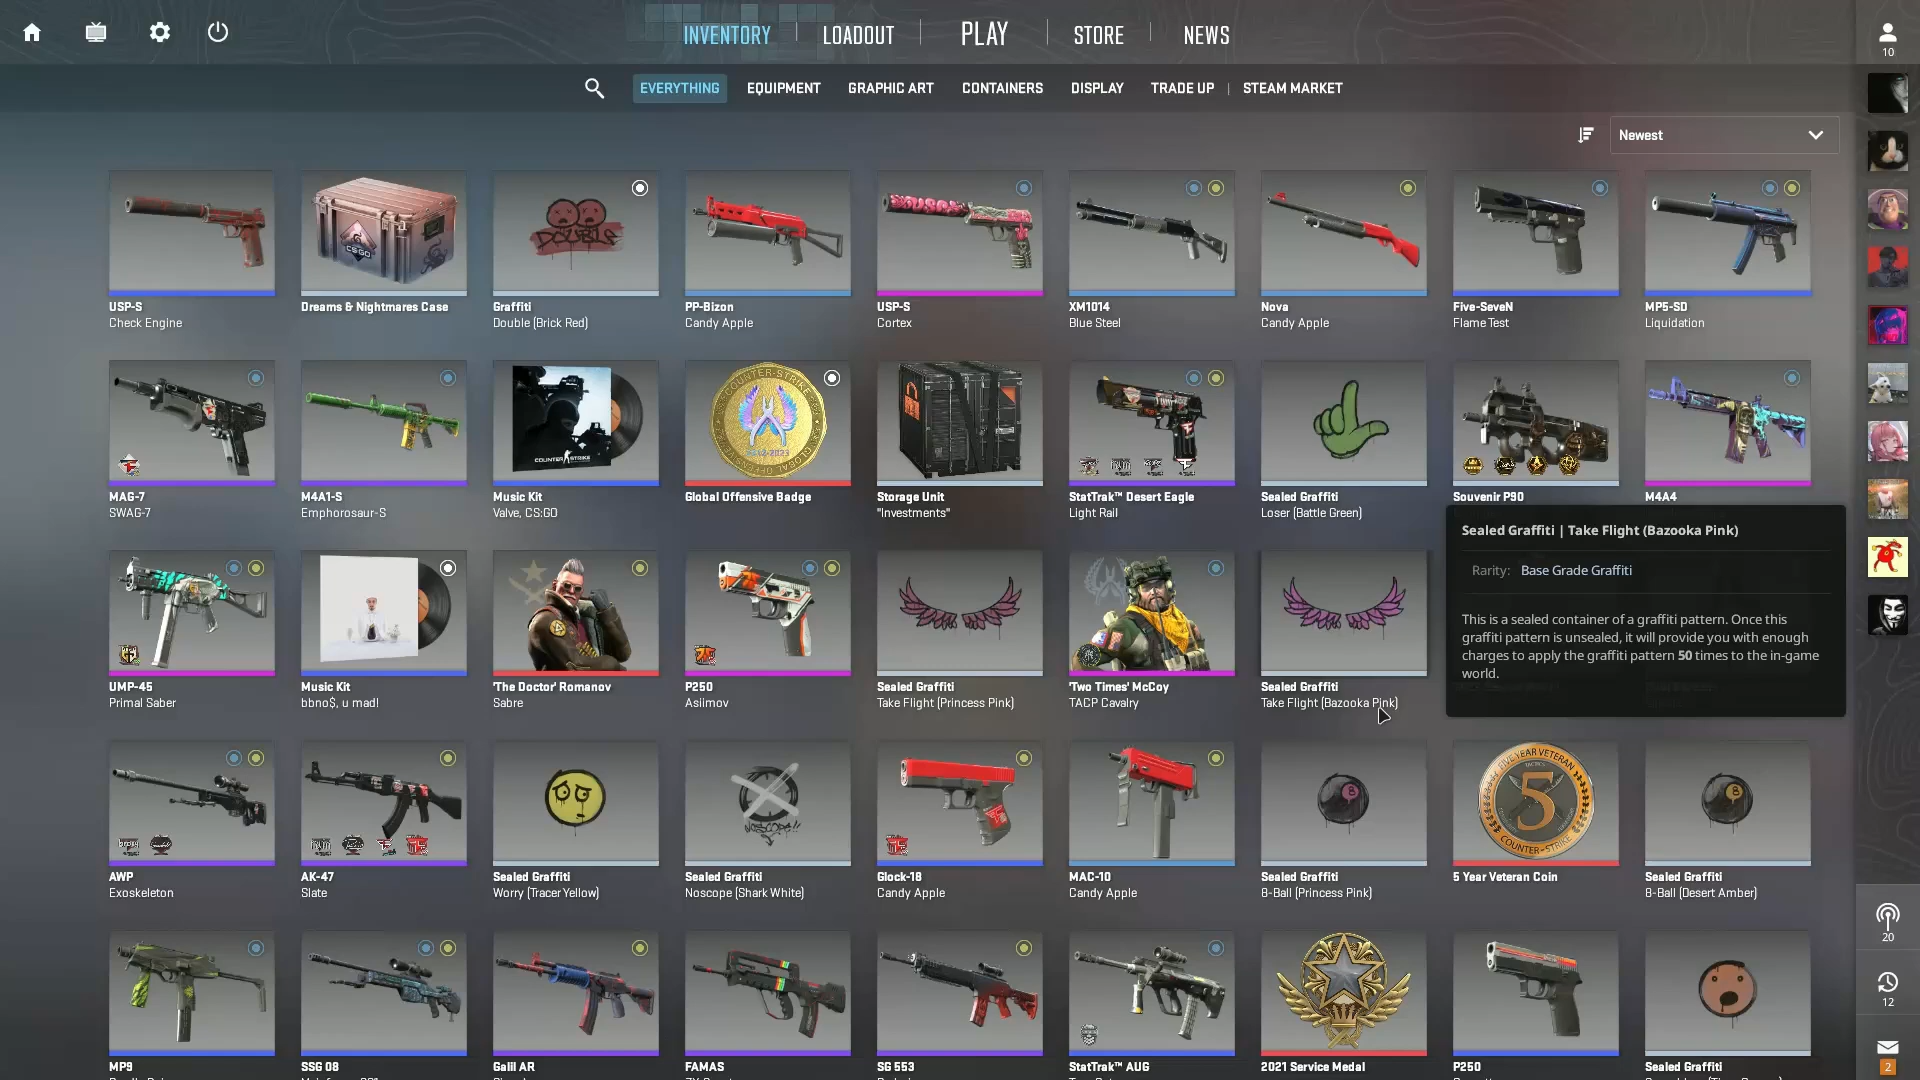 INVENTORY
LOADOUT
PLAY
STORE
NEWS
10
EVERYTHING
EQUIPMENT
GRAPHIC ART
CONTAINERS
DISPLAY
TRADE UP
STEAM MARKET
Newest
USP-S
Check Engine
Dreams & Nightmares Case
Graffiti
Double (Brick Red)
PP-Bizon
Candy Apple
USP-S
Cortex
XM1014
Blue Steel
Nova
Candy Apple
Five-SeveN
Flame Test
MP5-SD
Liquidation
MAG-7
SWAG-7
M4A1-S
Emphorosaur-S
Music Kit
Valve, CS:GO
Global Offensive Badge
Storage Unit
"Investments"
StatTrak™ Desert Eagle
Light Rail
Sealed Graffiti
Loser (Battle Green)
Souvenir P90
M4A4
Sealed Graffiti | Take Flight (Bazooka Pink)
Rarity: Base Grade Graffiti
This is a sealed container of a graffiti pattern. Once this
graffiti pattern is unsealed, it will provide you with enough
charges to apply the graffiti pattern 50 times to the in-game
world.
UMP-45
Primal Saber
Music Kit
bbno$, u mad!
'The Doctor' Romanov
Sabre
P250
Asiimov
Sealed Graffiti
Take Flight (Princess Pink)
'Two Times' McCoy
TACP Cavalry
Sealed Graffiti
Take Flight (Bazooka Pink)
AWP
Exoskeleton
AK-47
Slate
Sealed Graffiti
Worry (Tracer Yellow)
Sealed Graffiti
Noscope (Shark White)
Glock-18
Candy Apple
MAC-10
Candy Apple
Sealed Graffiti
8-Ball (Princess Pink)
5 Year Veteran Coin
Sealed Graffiti
8-Ball (Desert Amber)
20
12
2
MP9
SSG 08
Galil AR
FAMAS
SG 553
StatTrak™ AUG
2021 Service Medal
P250
Sealed Graffiti